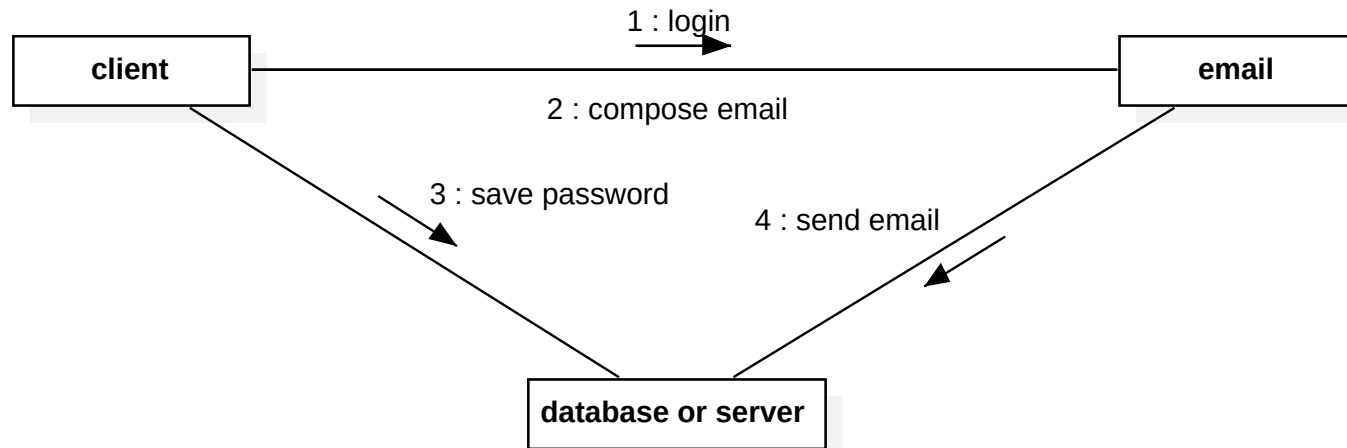 1 : login
client
email
2 : compose email
3 : save password
4 : send email
database or server